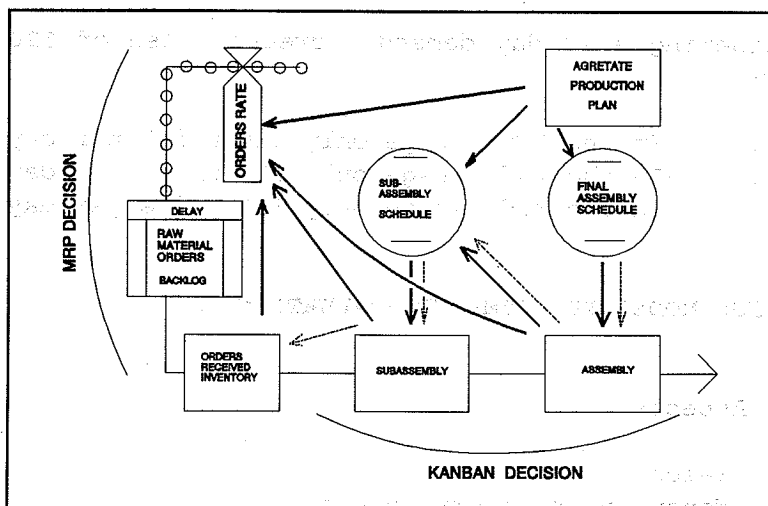 AGRETATE
PRODUCTION
PLAN
ORDERS RATE
SUB-
ASSEMBLY
SCHEDULE
FINAL
ASSEMBLY
SCHEDULE
MRP DECISION
DELAY
RAW
MATERIAL
ORDERS
BACKLOG
ORDERS
RECEIVED
INVENTORY
SUBASSEMBLY
ASSEMBLY
KANBAN DECISION